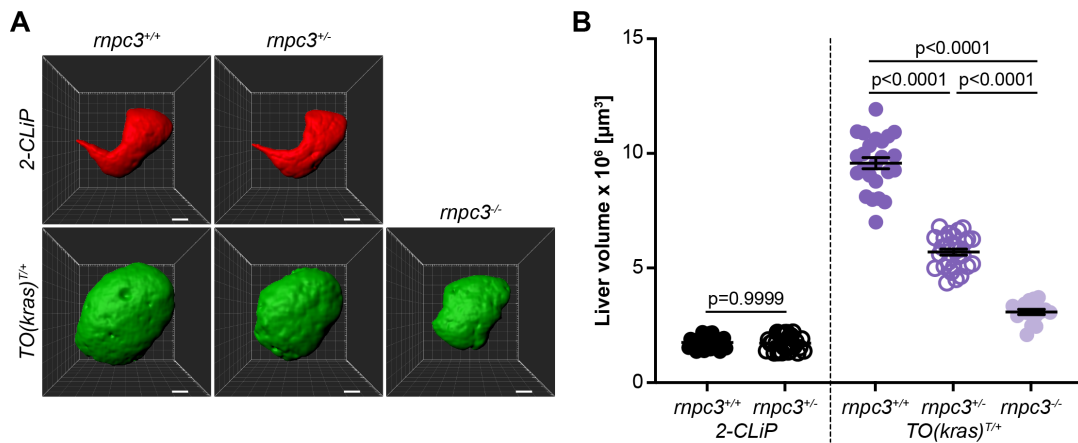 A
rnpc3+/+
rnpc3+/-
2-CLiP
rnpc3-/-
TO(kras)T/+
B
Liver volume x 10⁶ [µm³]
15
10
5
0
p<0.0001
p<0.0001 p<0.0001
p=0.9999
rnpc3+/+ rnpc3+/- rnpc3+/+ rnpc3+/- rnpc3-/-
2-CLiP TO(kras)T/+